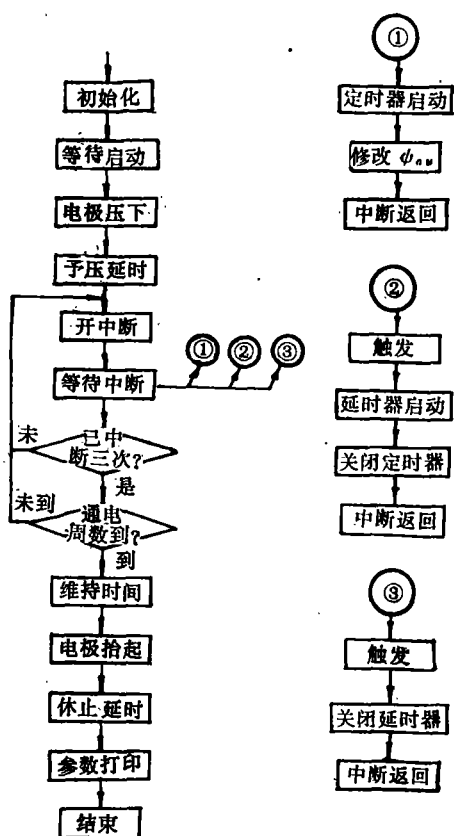 初始化
等待启动
电极压下
予压延时
开中断
等待中断
① ② ③
未
已中
断三次?
是
未到
通电
周数到?
到
维持时间
电极抬起
休止延时
参数打印
结束
①
定时器启动
修改
中断返回
②
触发
延时器启动
关闭定时器
中断返回
③
触发
关闭延时器
中断返回